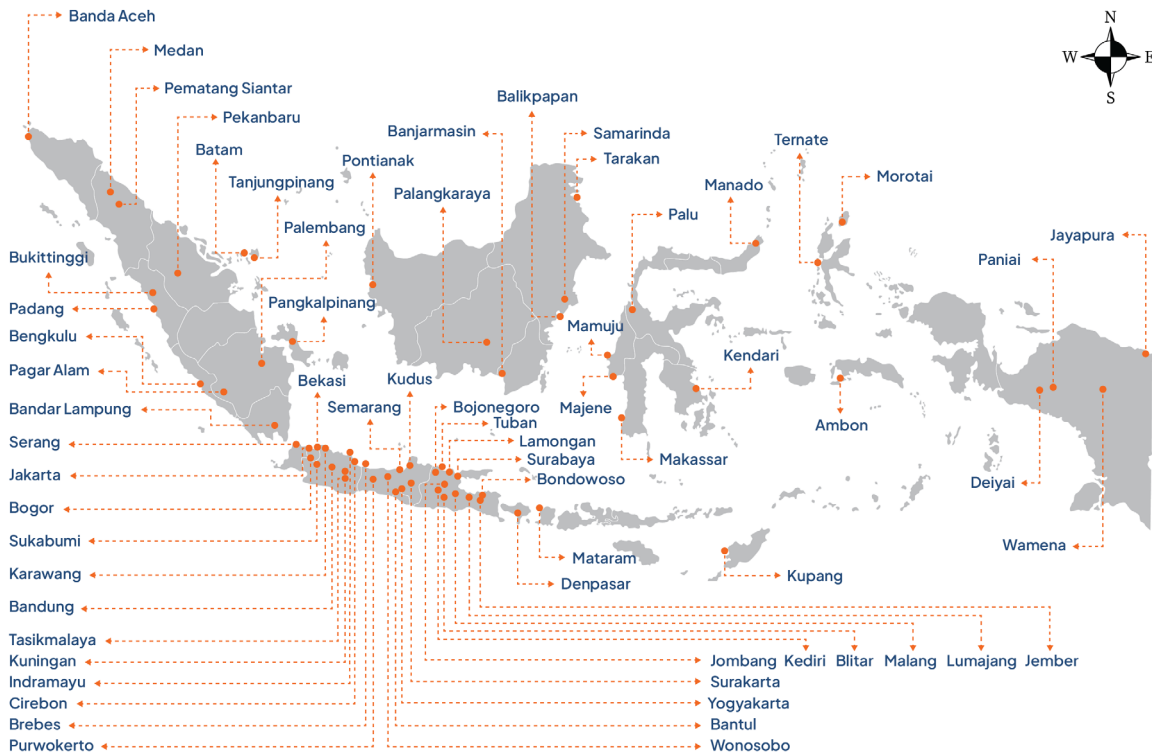 Banda Aceh
N
Medan
W
E
Pematang Siantar
Balikpapan
S
Pekanbaru
Banjarmasin
Samarinda
Ternate
Batam
Pontianak
Tarakan
Tanjungpinang
Palangkaraya
Manado
Morotai
Palembang
Palu
Jayapura
Bukittinggi
Paniai
Padang
Pangkalpinang
Bengkulu
Mamuju
Kendari
Pagar Alam
Bekasi
Kudus
Bandar Lampung
Semarang
Bojonegoro
Majene
Tuban
Ambon
Serang
Lamongan
Surabaya
Makassar
Jakarta
Bondowoso
Deiyai
Bogor
Sukabumi
Wamena
Mataram
Karawang
Denpasar
Kupang
Bandung
Tasikmalaya
Kuningan
Jombang Kediri Blitar Malang Lumajang Jember
Indramayu
Surakarta
Cirebon
Yogyakarta
Brebes
Bantul
Purwokerto
Wonosobo